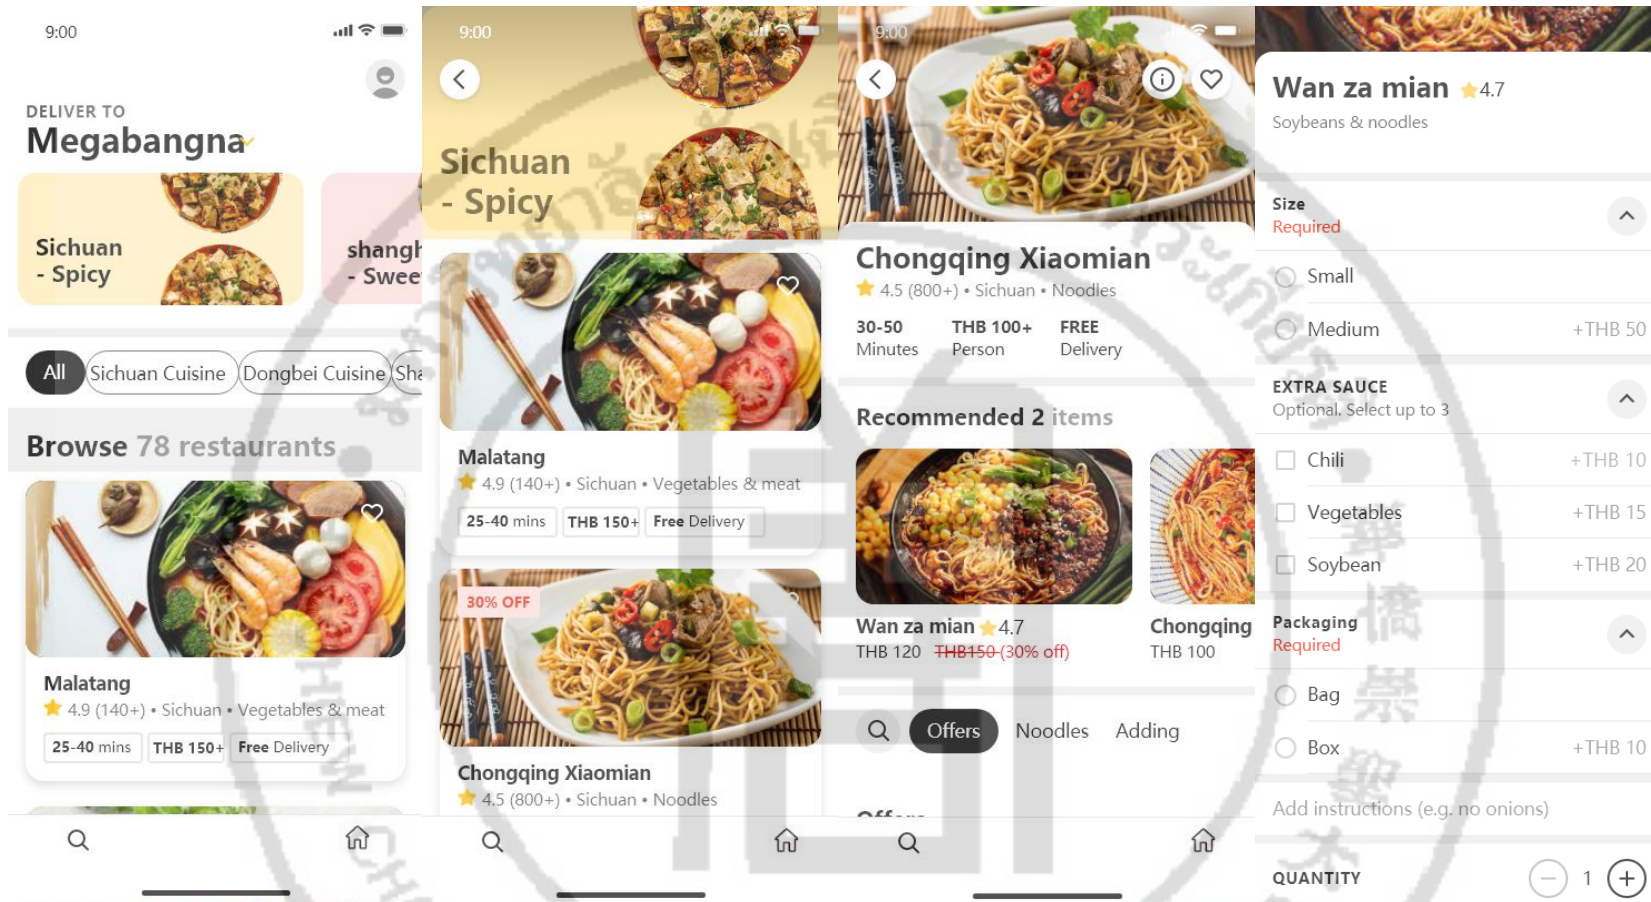 9:00
DELIVER TO
Megabangna
Sichuan
- Spicy
shangh
- Swee
All
Sichuan Cuisine
Dongbei Cuisine
Sha
Browse 78 restaurants
Malatang
4.9 (140+) • Sichuan • Vegetables & meat
25-40 mins
THB 150+
Free Delivery
9:00
Sichuan
- Spicy
Malatang
4.9 (140+) • Sichuan • Vegetables & meat
25-40 mins
THB 150+
Free Delivery
30% OFF
Chongqing Xiaomian
4.5 (800+) • Sichuan • Noodles
9:00
Chongqing Xiaomian
4.5 (800+) • Sichuan • Noodles
30-50
Minutes
THB 100+
Person
FREE
Delivery
Recommended 2 items
Wan za mian 4.7
THB 120 THB150 (30% off)
Chongqing
THB 100
Offers
Noodles
Adding
Offers
Wan za mian 4.7
Soybeans & noodles
Size
Required
Small
Medium +THB 50
EXTRA SAUCE
Optional. Select up to 3
Chili +THB 10
Vegetables +THB 15
Soybean +THB 20
Packaging
Required
Bag
Box +THB 10
Add instructions (e.g. no onions)
QUANTITY
1